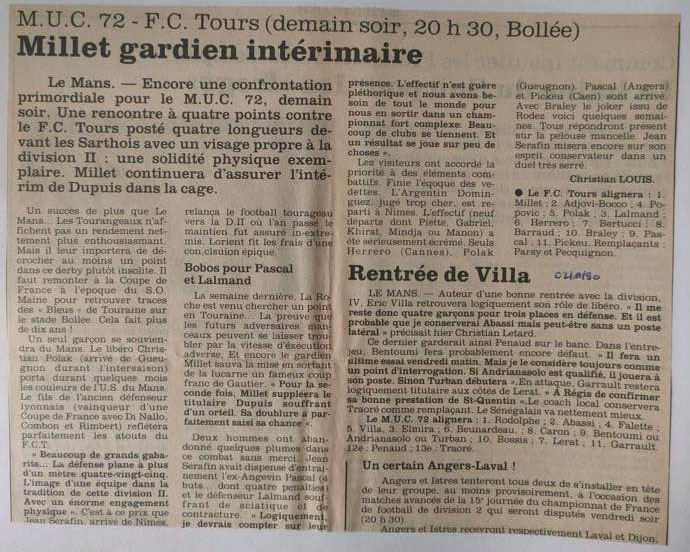 M.U.C. 72 - F.C. Tours (demain soir, 20 h 30, Bollée)
Millet gardien intérimaire
Le Mans. — Encore une confrontation
primordiale pour le M.U.C. 72, demain
soir. Une rencontre à quatre points contre
le F.C. Tours posté quatre longueurs de-
vant les Sarthois avec un visage propre à la
division II : une solidité physique exem-
plaire. Millet continuera d'assurer l'inté-
rim de Dupuis dans la cage.
Un succès de plus que Le
Mans... Les Tourangeaux n'af-
fichent pas un rendement net-
tement plus enthousiasmant.
Mais il leur importera de dé-
crocher au moins un point
dans ce derby plutôt insolite. Il
faut remonter à la Coupe de
France à l'époque du S.O.
Maine pour retrouver traces
des « Bleus » de Touraine sur
le stade Bollée. Cela fait plus
de dix ans !
Un seul garçon se souvien-
dra du Mans. Le libéro Chris-
tian Polak (arrivé de Gueu-
gnon durant l'intersaison)
porta durant quelques mois
les couleurs de l'U.S du Mans.
Le fils de l'ancien défenseur
lyonnais (vainqueur d'une
Coupe de France avec Di Nallo,
Combon et Rimbert) reflétera
parfaitement les atouts du
F.C.T.
« Beaucoup de grands gaba-
rits... La défense plane à plus
d'un mètre quatre-vingt-cinq.
L'image d'une équipe dans la
tradition de cette division II.
Avec un énorme engagement
physique ». C'est à ce prix que
Jean Serafin, arrivé de Nîmes,
relança le football tourangeau
vers la D.II où l'an passé le
maintien fut assuré in-extre-
mis. Lorient fit les frais d'une
conclusion épique.
Bobos pour Pascal
et Lalmand
La semaine dernière, La Ro-
che est venu chercher un point
en Touraine... La preuve que
les futurs adversaires man-
ceaux peuvent se laisser trou-
bler par la vitesse d'exécution
adverse. Et encore le gardien
Millet sauva la mise en sortant
de la lucarne un fameux coup
franc de Gautier. « Pour la se-
conde fois, Millet suppléera le
titulaire Dupuis souffrant
d'un orteil. Sa doublure a par-
faitement saisi sa chance ».
Deux hommes ont aban-
donné quelques plumes dans
ce combat sans merci. Jean
Serafin avait dispensé d'entraî-
nement l'ex-Angevin Pascal (4
buts... dont quatre penalties)
et le défenseur Lalmand souf-
frant de sciatique et de
contracture. « Logiquement,
je devrais compter sur leur
présence. L'effectif n'est guère
pléthorique et nous avons be-
soin de tout le monde pour
nous en sortir dans un cham-
pionnat fort complexe. Beau-
coup de clubs se tiennent. Et
un résultat se joue sur peu de
choses ».
Les visiteurs ont accordé la
priorité à des éléments com-
battifs. Finie l'époque des ve-
dettes. L'Argentin Domin-
guez, jugé trop cher, est reparti
à Nîmes. L'effectif (neuf
départs dont Piette, Gabriel,
Khirat, Mindja ou Manon) a
été serieusement écrémé. Seuls
Herrero (Cannes), Polak
(Gueugnon), Pascal (Angers)
et Pickeu (Caen) sont arrivé.
Avec Braley le joker issu de
Rodez voici quelques semai-
nes. Tous répondront présent
sur la pelouse mancelle. Jean
Serafin misera encore sur son
esprit conservateur dans un
duel très serré.
Christian LOUIS.
● Le F.C. Tours alignera : 1.
Millet ; 2. Adjovi-Bocco ; 4. Po-
povic ; 5. Polak ; 3. Lalmand ;
6. Herrero ; 7. Bertucci ; 8.
Barraud ; 10. Braley ; 9. Pas-
cal ; 11. Pickeu. Remplaçants :
Parsy et Pecquignon.
Rentrée de Villa
LE MANS. — Auteur d'une bonne rentrée avec la division,
IV, Eric Villa retrouvera logiquement son rôle de libéro. « Il me
reste donc quatre garçons pour trois places en défense. Et il est
probable que je conserverai Abassi mais peut-être sans un poste
latéral » précisait hier Christian Letard.
Ce dernier garderait ainsi Penaud sur le banc. Dans l'entre-
jeu, Bentoumi fera probablement encore défaut. « Il fera un
ultime essai vendredi matin. Mais je le considère toujours comme
un point d'interrogation. Si Andrianasolo est qualifié, il jouera à
son poste. Simon Turban débutera ». En attaque, Garrault restera
logiquement titulaire aux côtés de Lerat. « A Régis de confirmer
sa bonne prestation de St-Quentin ». Le coach local conservera
Traoré comme remplaçant. Le Sénégalais va nettement mieux.
Le M.U.C. 72 alignera : 1. Rodolphe ; 2. Abassi ; 4. Falette ;
5. Villa ; 3. Elmira ; 6. Benardeau ; 8. Caron ; 9. Bentoumi ou
Andrianasolo ou Turban ; 10. Bossis ; 7. Lerat ; 11. Garrault.
12e : Penaud ; 13e : Traoré.
Un certain Angers-Laval !
Angers et Istres tenteront tous deux de s'installer en tête
de leur groupe, au moins provisoirement, à l'occasion des
matches avancés de la 15e journée du championnat de France
de football de division 2 qui seront disputés vendredi soir
(20 h 30).
Angers et Istres recevront respectivement Laval et Dijon.